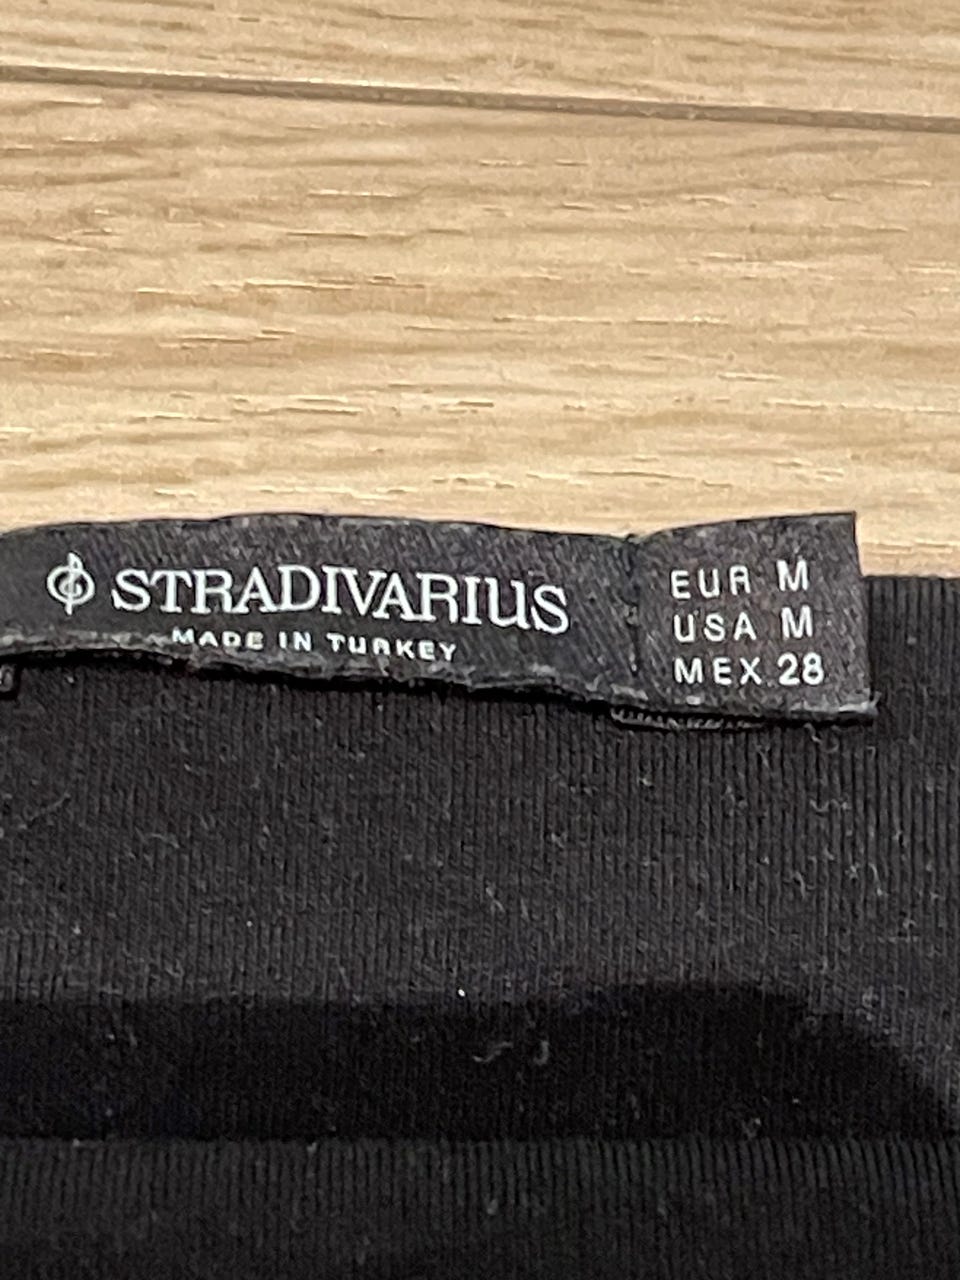 STRADIVARIUS
MADE IN TURKEY
EUR M
USA M
MEX 28